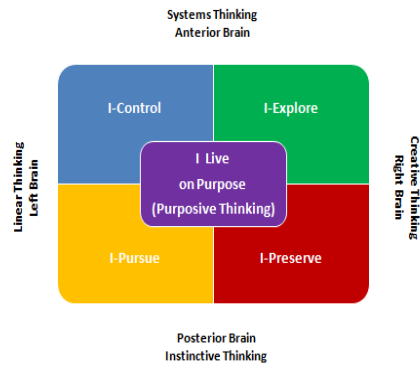 Systems Thinking
Anterior Brain
I-Control
I-Explore
Linear Thinking
Left Brain
I Live
on Purpose
(Purposive Thinking)
Creative Thinking
Right Brain
I-Pursue
I-Preserve
Posterior Brain
Instinctive Thinking